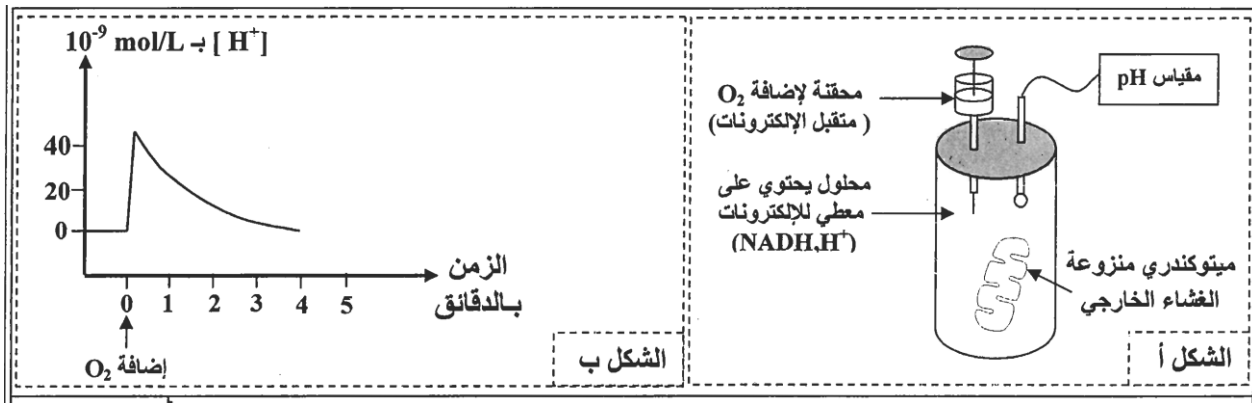 مقياس pH
محقنة لإضافة O₂
(متقبل الإلكترونات)
محلول يحتوي على
معطي للإلكترونات
(NADH,H⁺)
ميتوكندري منزوعة
الغشاء الخارجي
الشكل أ
[ H⁺] بـ 10⁻⁹ mol/L
40
20
0
0 1 2 3 4 5
الزمن
بالدقائق
إضافة O₂
الشكل ب